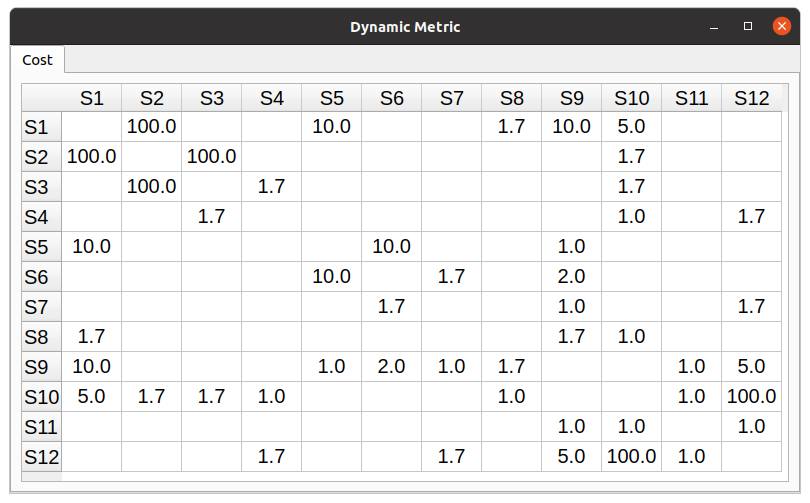 Dynamic Metric
Cost
S1 S2 S3 S4 S5 S6 S7 S8 S9 S10 S11 S12
S1 100.0 10.0 1.7 10.0 5.0
S2 100.0 100.0 1.7
S3 100.0 1.7 1.7
S4 1.7 1.0 1.7
S5 10.0 10.0 1.0
S6 10.0 1.7 2.0
S7 1.7 1.0 1.7
S8 1.7 1.7 1.0
S9 10.0 1.0 2.0 1.0 1.7 1.0 5.0
S10 5.0 1.7 1.7 1.0 1.0 1.0 100.0
S11 1.0 1.0 1.0
S12 1.7 1.7 5.0 100.0 1.0